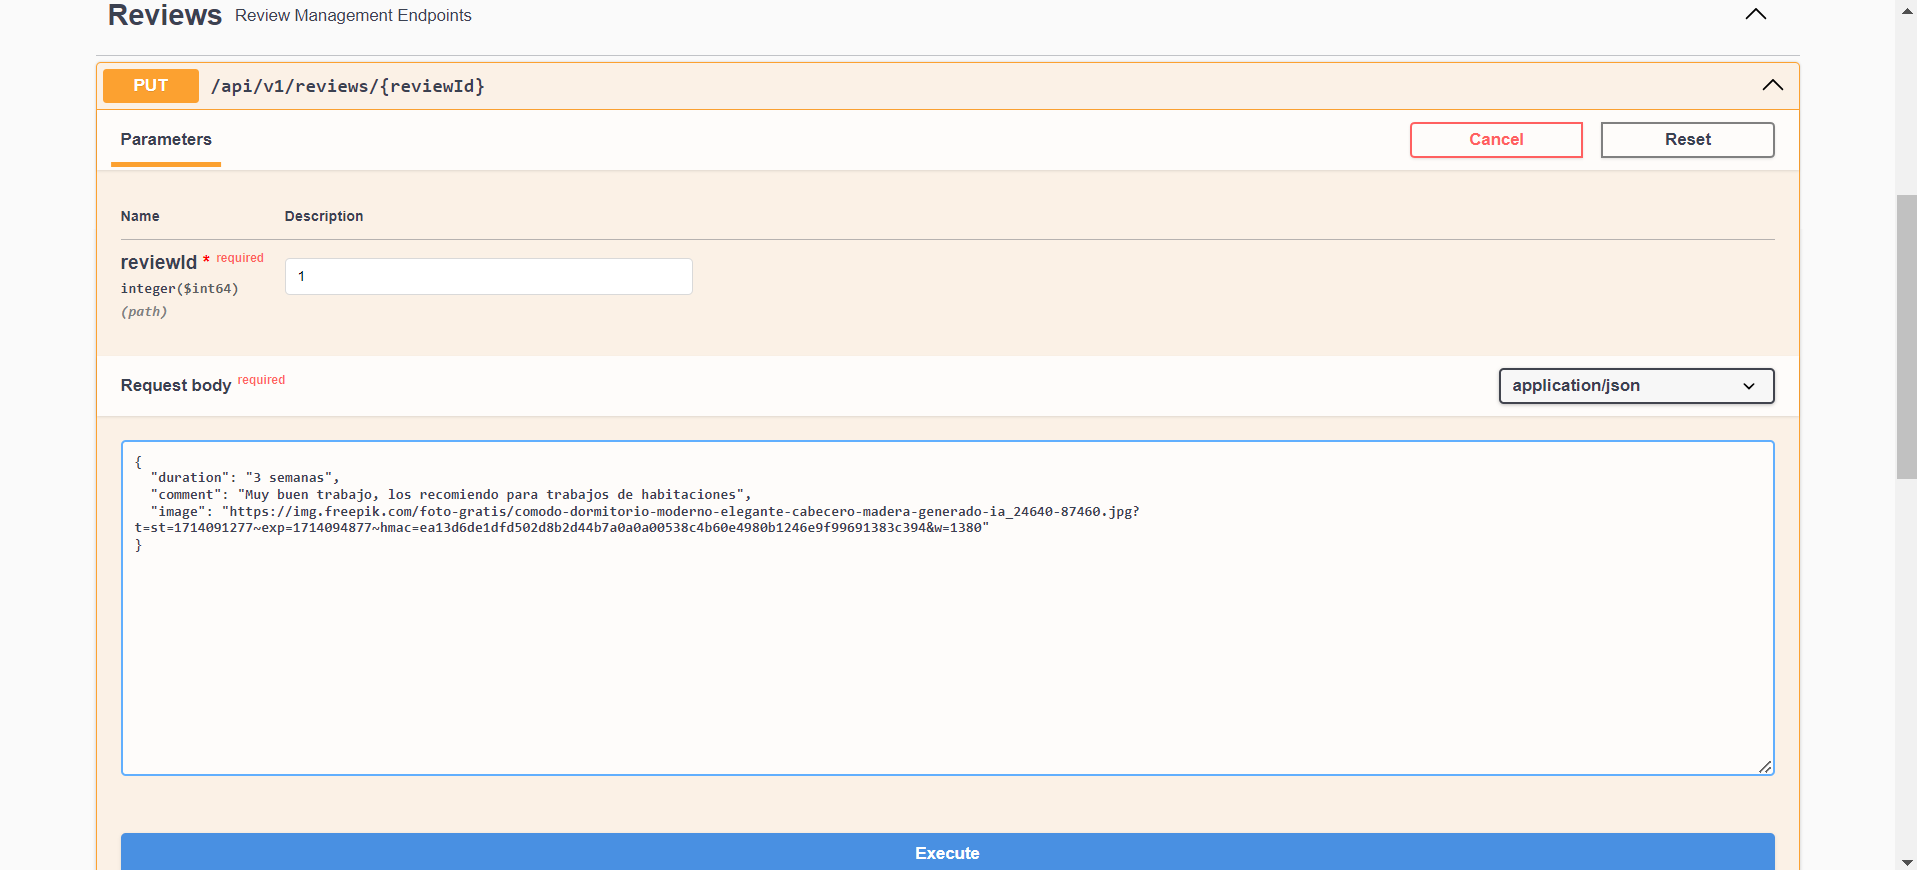 Reviews Review Management Endpoints
PUT /api/v1/reviews/{reviewId}
Parameters Cancel Reset
Name Description
reviewId * required
integer($int64)
(path)
1
Request body required application/json
{
"duration": "3 semanas",
"comment": "Muy buen trabajo, los recomiendo para trabajos de habitaciones",
"image": "https://img.freepik.com/foto-gratis/comodo-dormitorio-moderno-elegante-cabecero-madera-generado-ia_24640-87460.jpg?
t=st=1714091277~exp=1714094877~hmac=ea13d6de1dfd502d8b2d44b7a0a0a00538c4b60e4980b1246e9f99691383c394&w=1380"
}
Execute